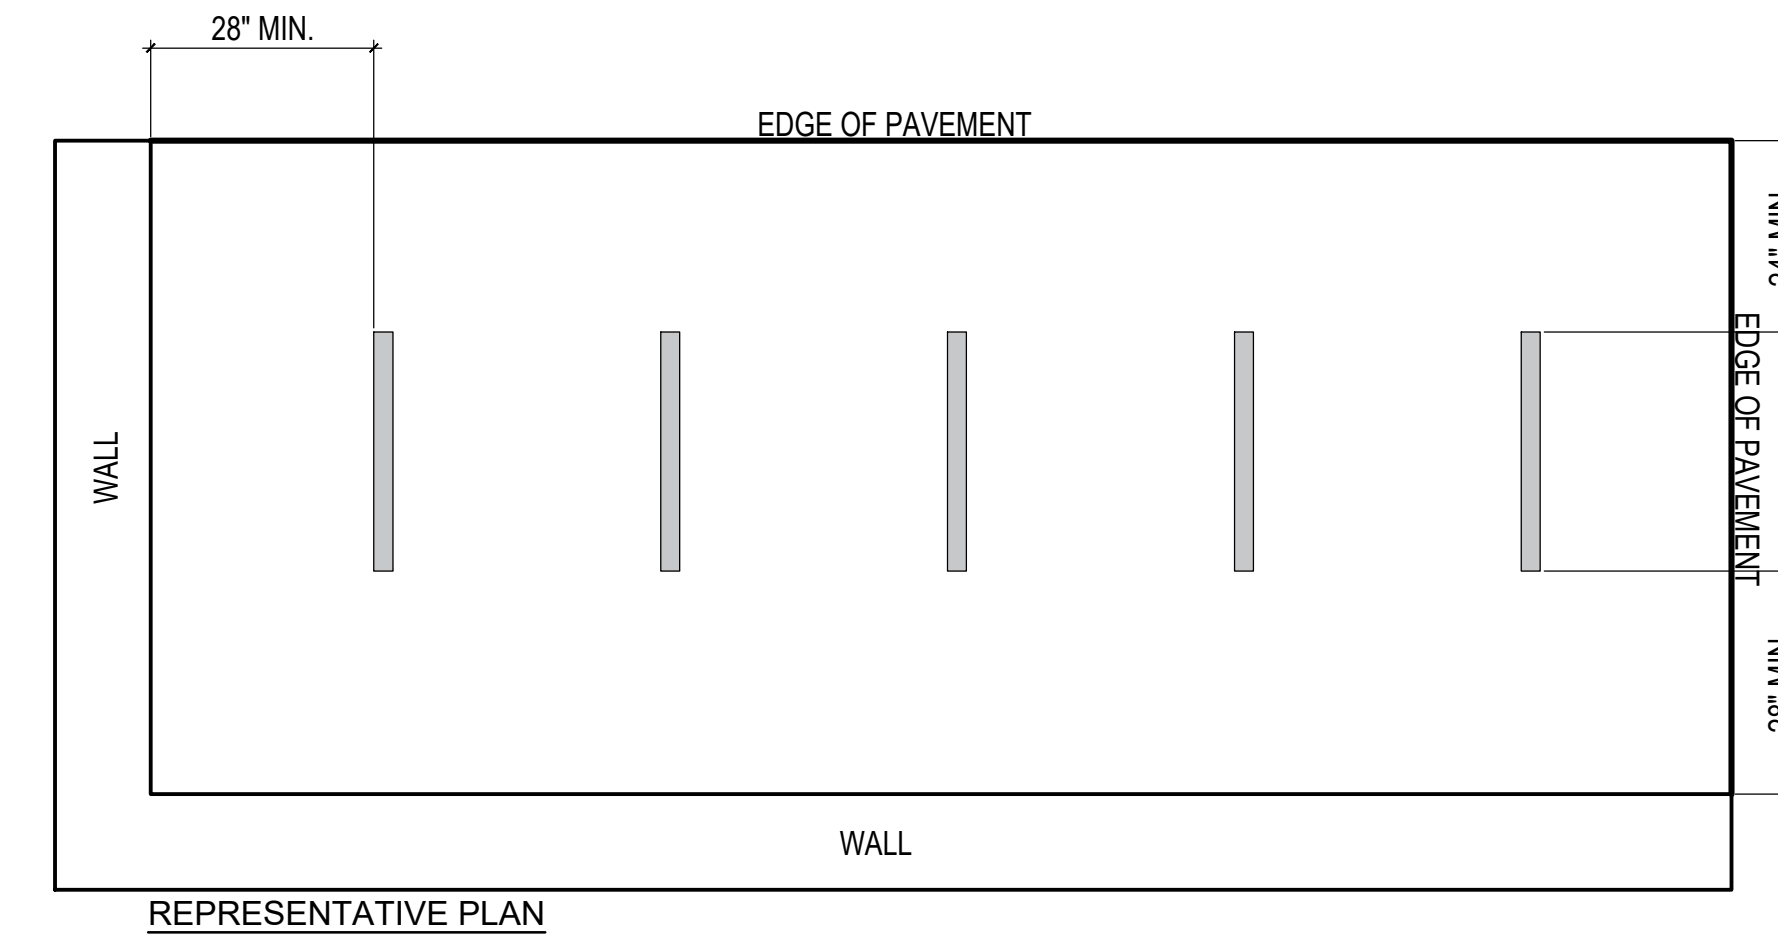 28" MIN.
EDGE OF PAVEMENT
WALL
EDGE OF PAVEMENT
WALL
REPRESENTATIVE PLAN